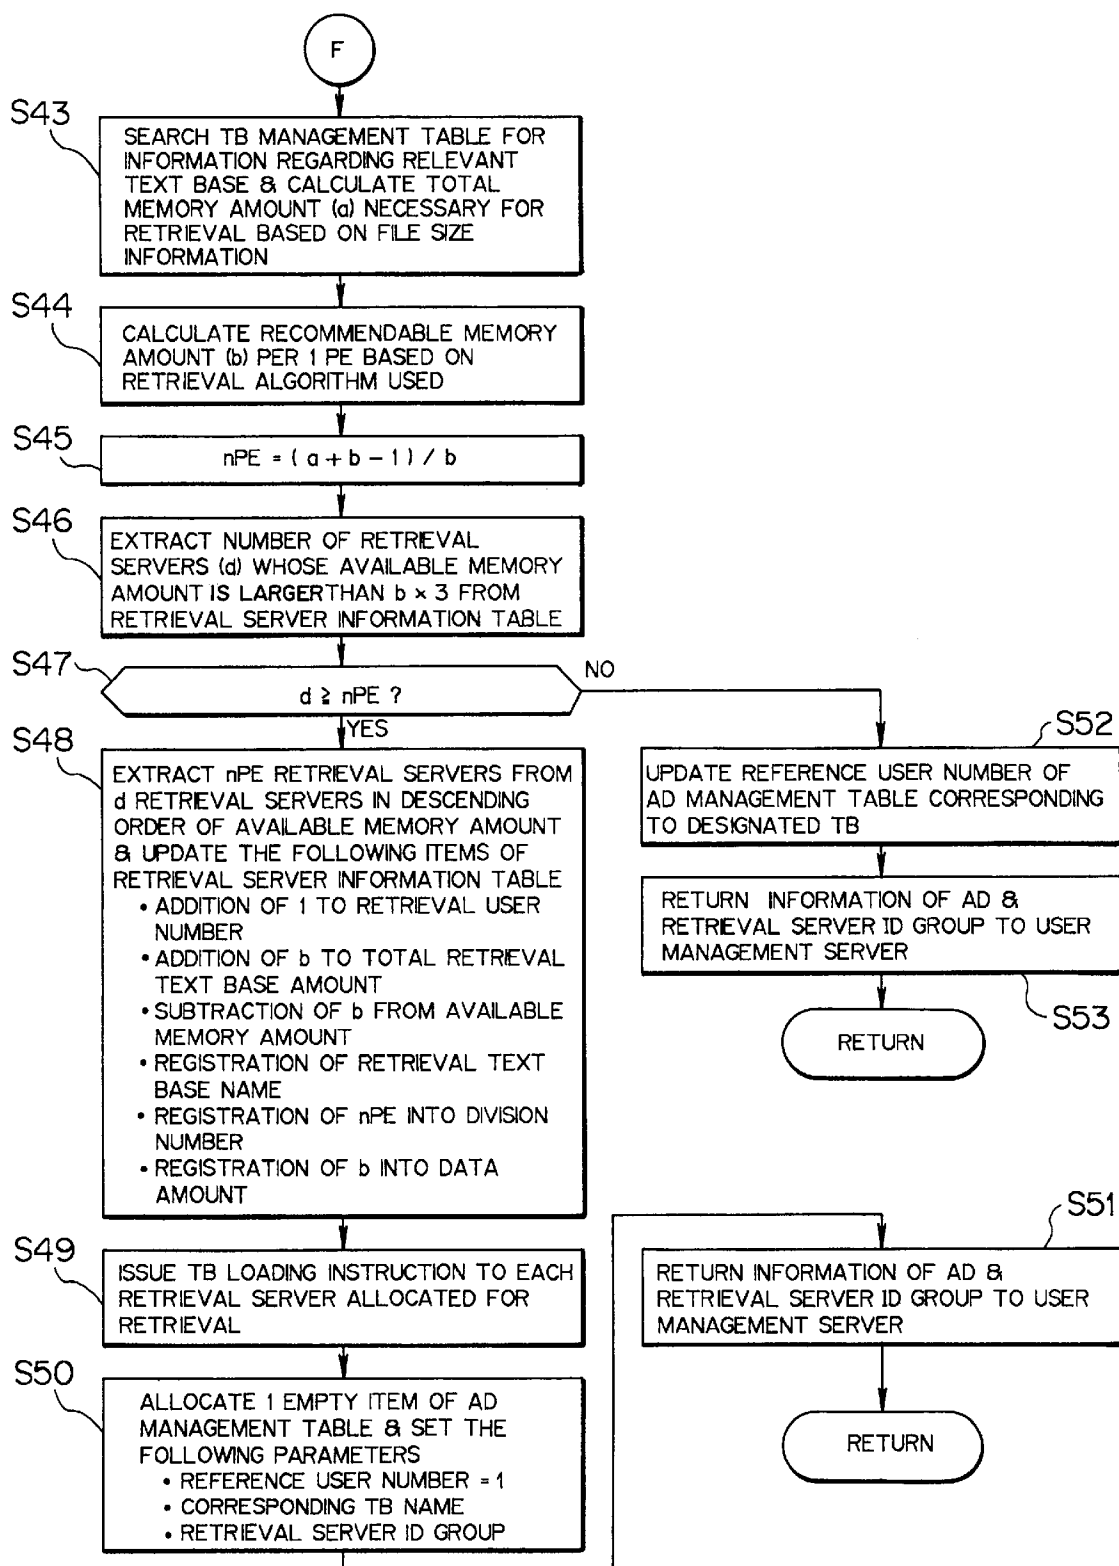 F
S43
SEARCH TB MANAGEMENT TABLE FOR
INFORMATION REGARDING RELEVANT
TEXT BASE & CALCULATE TOTAL
MEMORY AMOUNT (a) NECESSARY FOR
RETRIEVAL BASED ON FILE SIZE
INFORMATION
S44
CALCULATE RECOMMENDABLE MEMORY
AMOUNT (b) PER 1 PE BASED ON
RETRIEVAL ALGORITHM USED
S45
nPE = ( a + b - 1 ) / b
S46
EXTRACT NUMBER OF RETRIEVAL
SERVERS (d) WHOSE AVAILABLE MEMORY
AMOUNT IS LARGERTHAN b × 3 FROM
RETRIEVAL SERVER INFORMATION TABLE
S47
d ≧ nPE ?
NO
YES
S48
EXTRACT nPE RETRIEVAL SERVERS FROM
d RETRIEVAL SERVERS IN DESCENDING
ORDER OF AVAILABLE MEMORY AMOUNT
& UPDATE THE FOLLOWING ITEMS OF
RETRIEVAL SERVER INFORMATION TABLE
• ADDITION OF 1 TO RETRIEVAL USER
NUMBER
• ADDITION OF b TO TOTAL RETRIEVAL
TEXT BASE AMOUNT
• SUBTRACTION OF b FROM AVAILABLE
MEMORY AMOUNT
• REGISTRATION OF RETRIEVAL TEXT
BASE NAME
• REGISTRATION OF nPE INTO DIVISION
NUMBER
• REGISTRATION OF b INTO DATA
AMOUNT
S49
ISSUE TB LOADING INSTRUCTION TO EACH
RETRIEVAL SERVER ALLOCATED FOR
RETRIEVAL
S50
ALLOCATE 1 EMPTY ITEM OF AD
MANAGEMENT TABLE & SET THE
FOLLOWING PARAMETERS
• REFERENCE USER NUMBER = 1
• CORRESPONDING TB NAME
• RETRIEVAL SERVER ID GROUP
S52
UPDATE REFERENCE USER NUMBER OF
AD MANAGEMENT TABLE CORRESPONDING
TO DESIGNATED TB
RETURN INFORMATION OF AD &
RETRIEVAL SERVER ID GROUP TO USER
MANAGEMENT SERVER
S53
RETURN
S51
RETURN INFORMATION OF AD &
RETRIEVAL SERVER ID GROUP TO USER
MANAGEMENT SERVER
RETURN